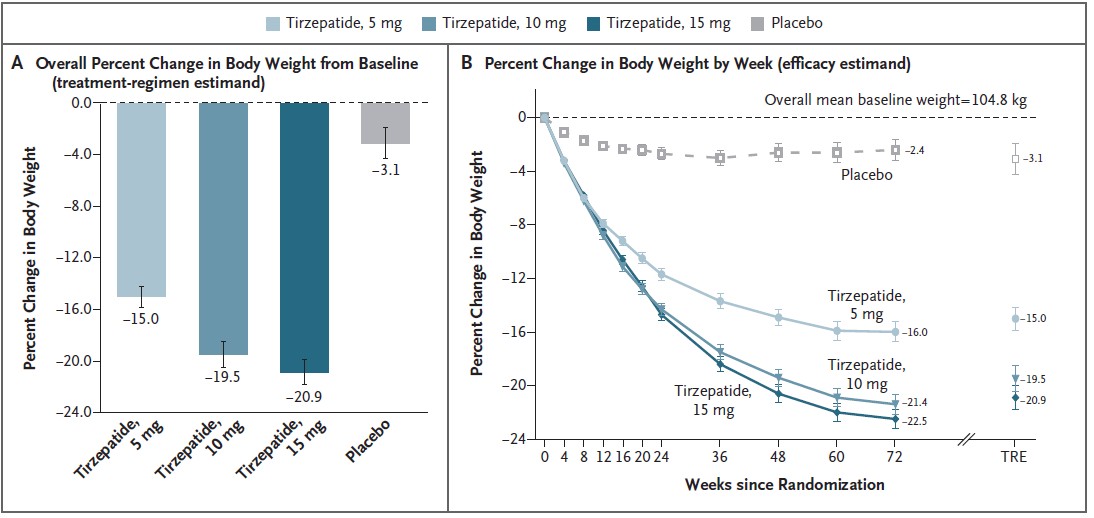 Tirzepatide, 5 mg Tirzepatide, 10 mg Tirzepatide, 15 mg Placebo
A Overall Percent Change in Body Weight from Baseline
(treatment-regimen estimand)
0.0
−4.0
−8.0
−12.0
−16.0
−20.0
−24.0
Percent Change in Body Weight
−15.0
−19.5
−20.9
−3.1
Tirzepatide,
5 mg
Tirzepatide,
10 mg
Tirzepatide,
15 mg
Placebo
B Percent Change in Body Weight by Week (efficacy estimand)
Overall mean baseline weight=104.8 kg
0
−4
−8
−12
−16
−20
−24
Percent Change in Body Weight
−2.4
−3.1
Placebo
Tirzepatide,
5 mg
−15.0
−16.0
Tirzepatide,
10 mg
−19.5
−21.4
−20.9
Tirzepatide,
15 mg
−22.5
0 4 8 12 16 20 24 36 48 60 72 TRE
Weeks since Randomization